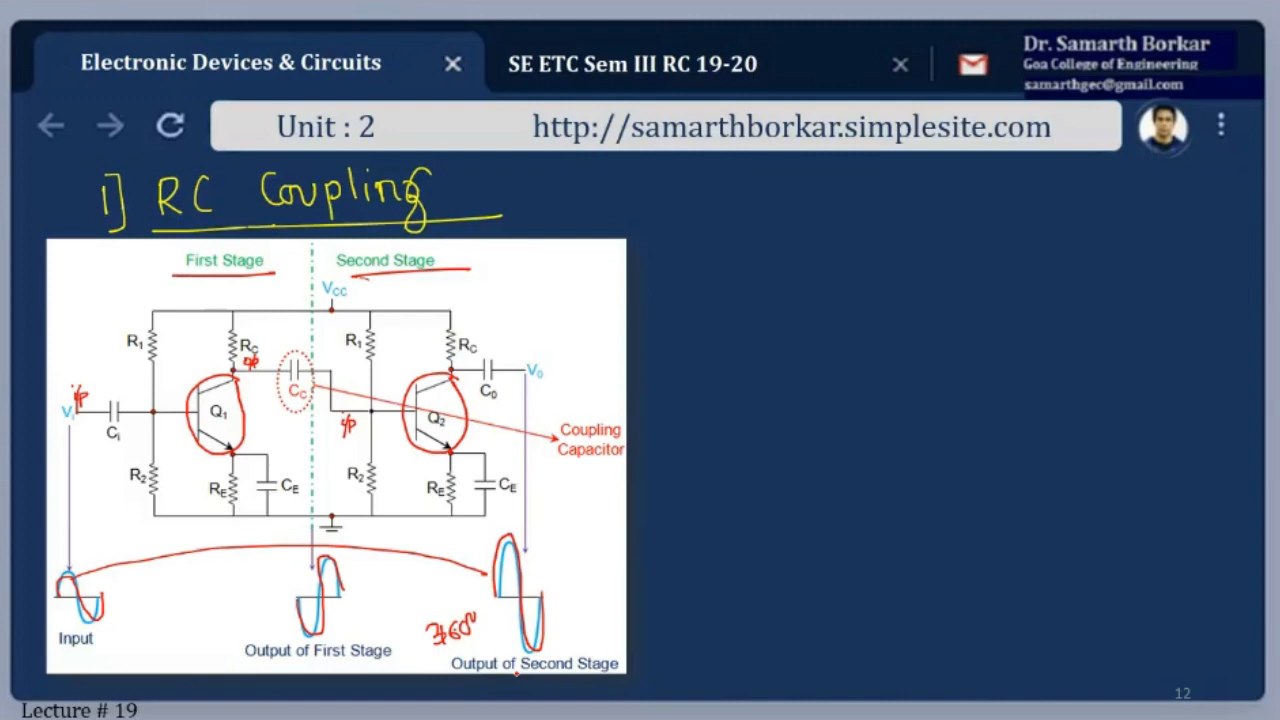 Electronic Devices & Circuits
SE ETC Sem III RC 19-20
Dr. Samarth Borkar
Goa College of Engineering
samarthgec@gmail.com
Unit : 2
http://samarthborkar.simplesite.com
1] RC Coupling
First Stage
Second Stage
VCC
R1
RC
R1
RC
o/p
CC
C0
V0
i/p
Vi
Ci
Q1
i/p
Q2
Coupling
Capacitor
R2
RE
CE
R2
RE
CE
360°
Input
Output of First Stage
Output of Second Stage
12
Lecture # 19